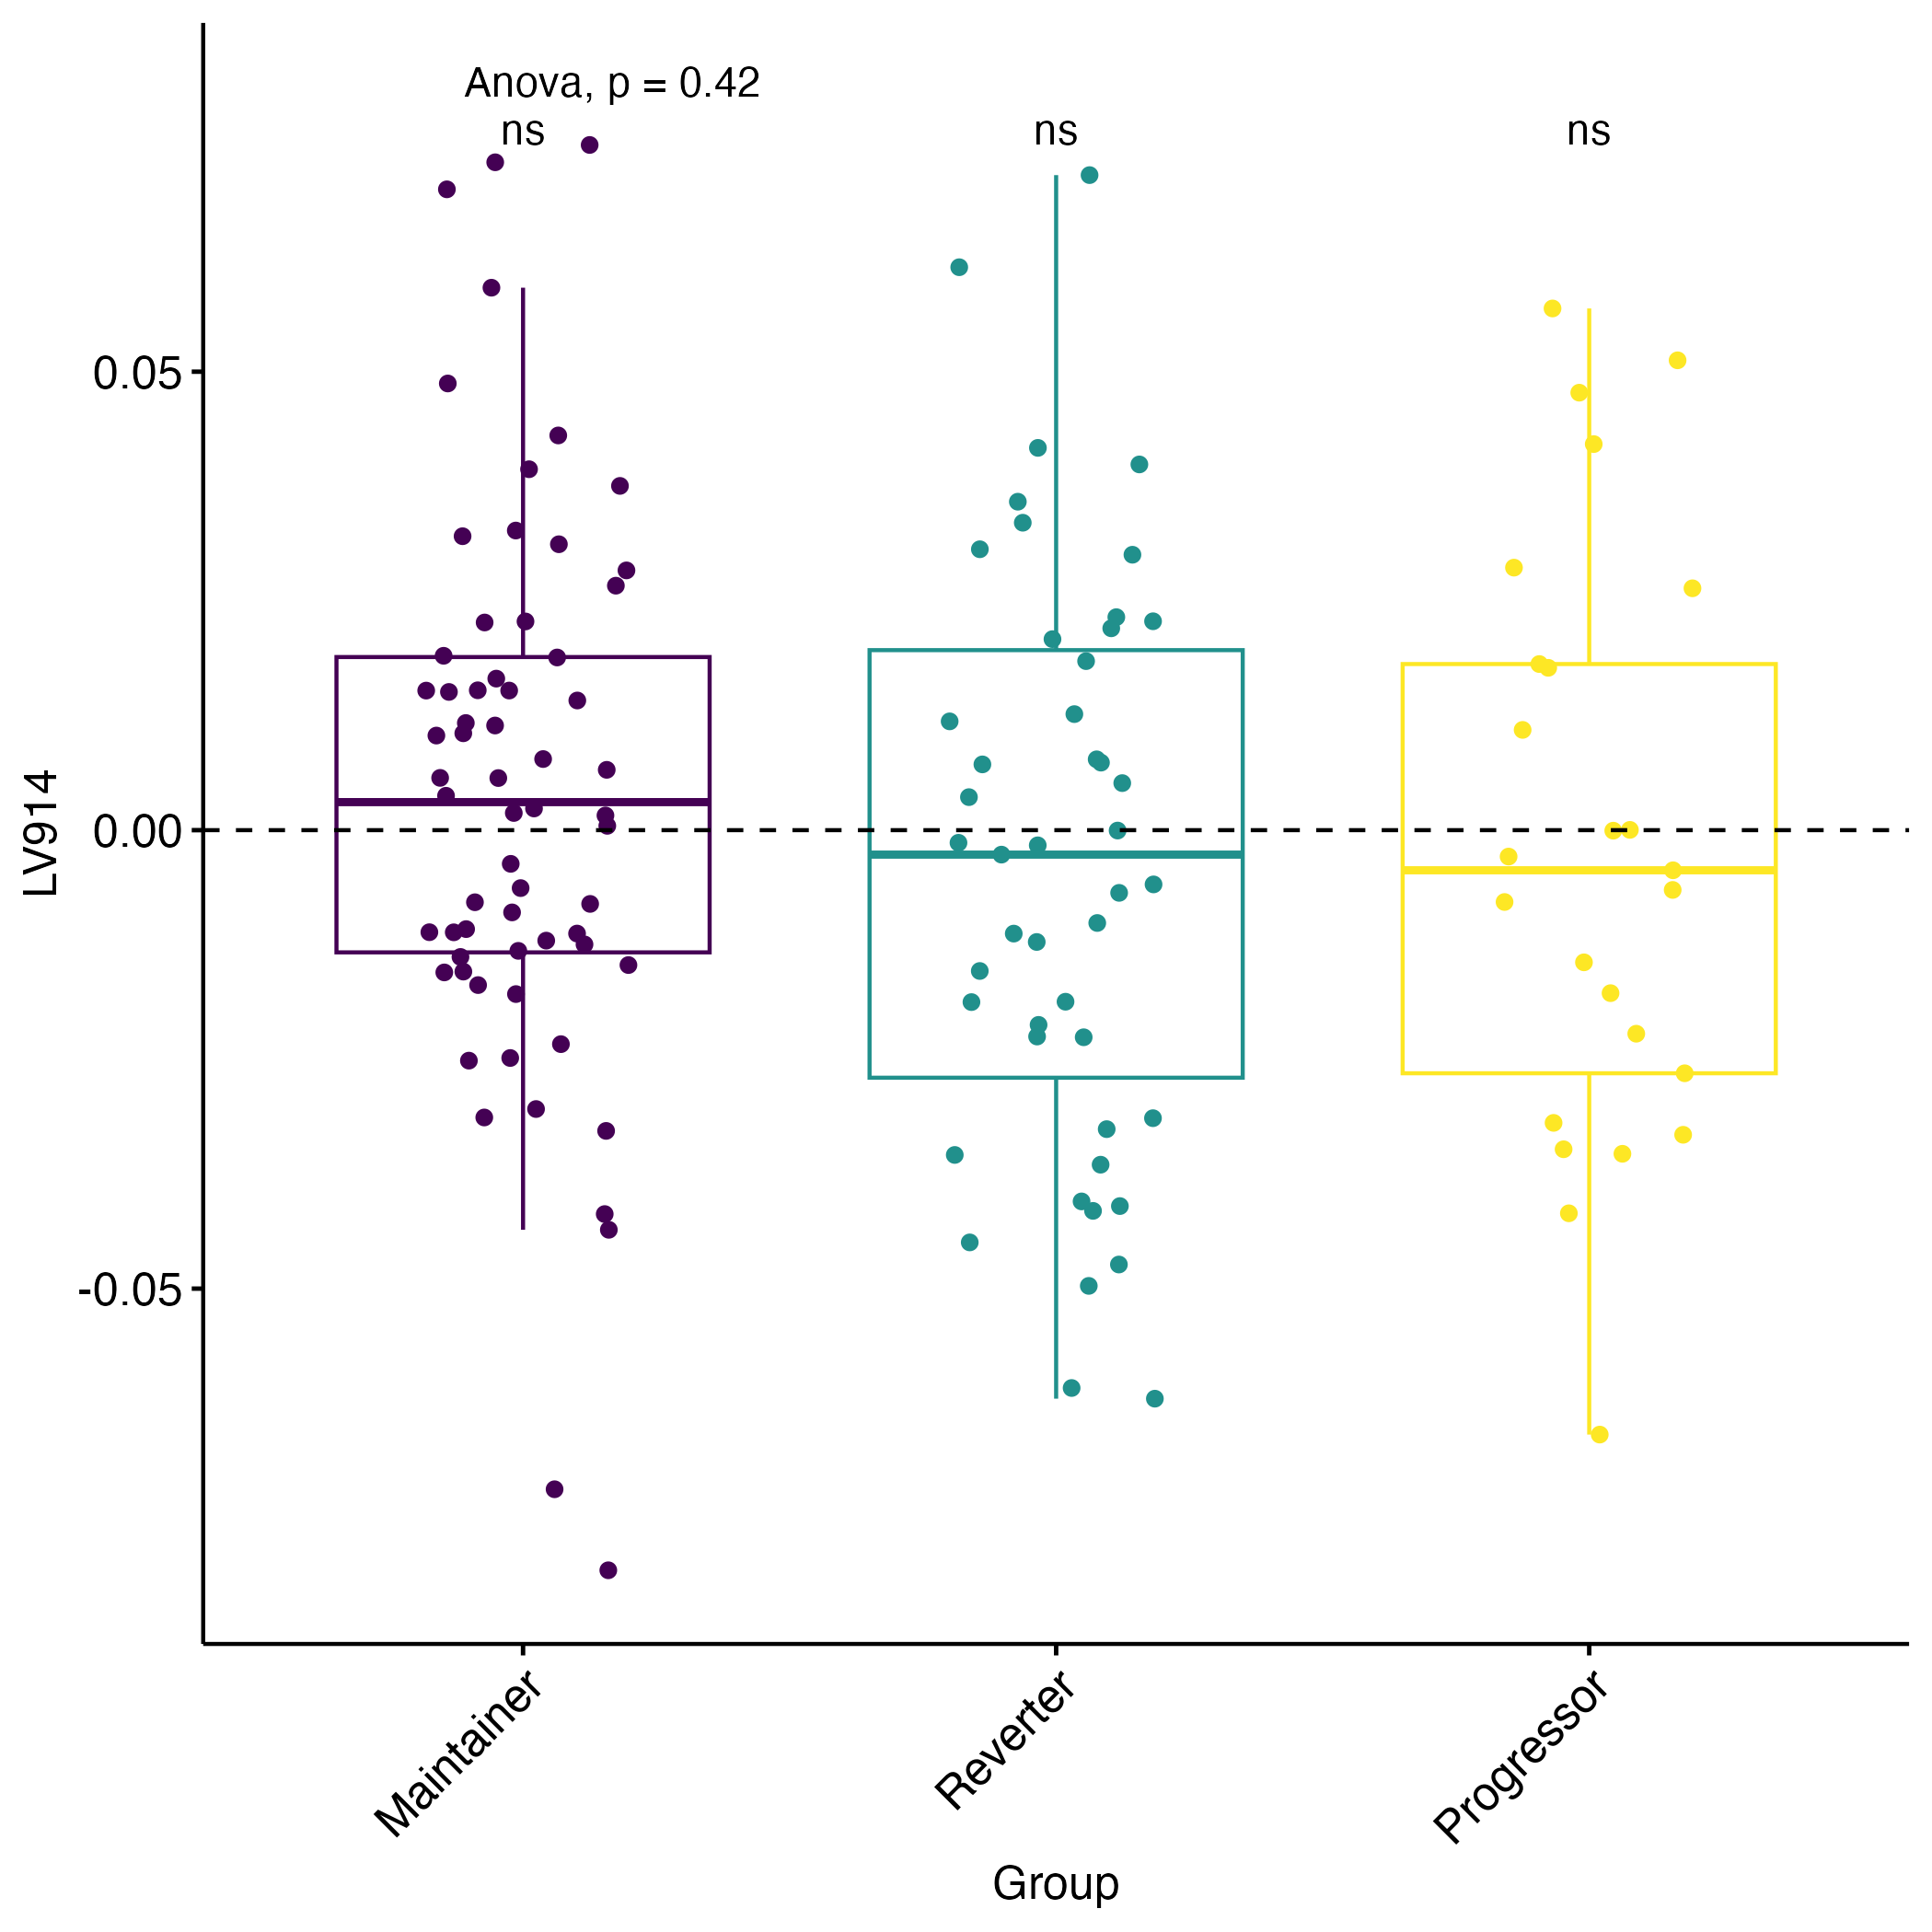 Anova, p = 0.42
ns ns ns
0.05
0.00
-0.05
LV914
Maintainer Reverter Progressor
Group